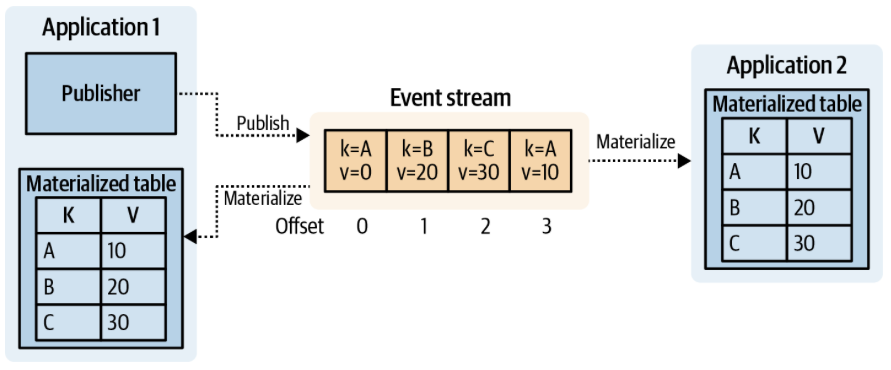 Application 1
Publisher
Publish
Event stream
k=A k=B k=C k=A
v=0 v=20 v=30 v=10
Offset 0 1 2 3
Materialize
Materialized table
K V
A 10
B 20
C 30
Materialize
Application 2
Materialized table
K V
A 10
B 20
C 30